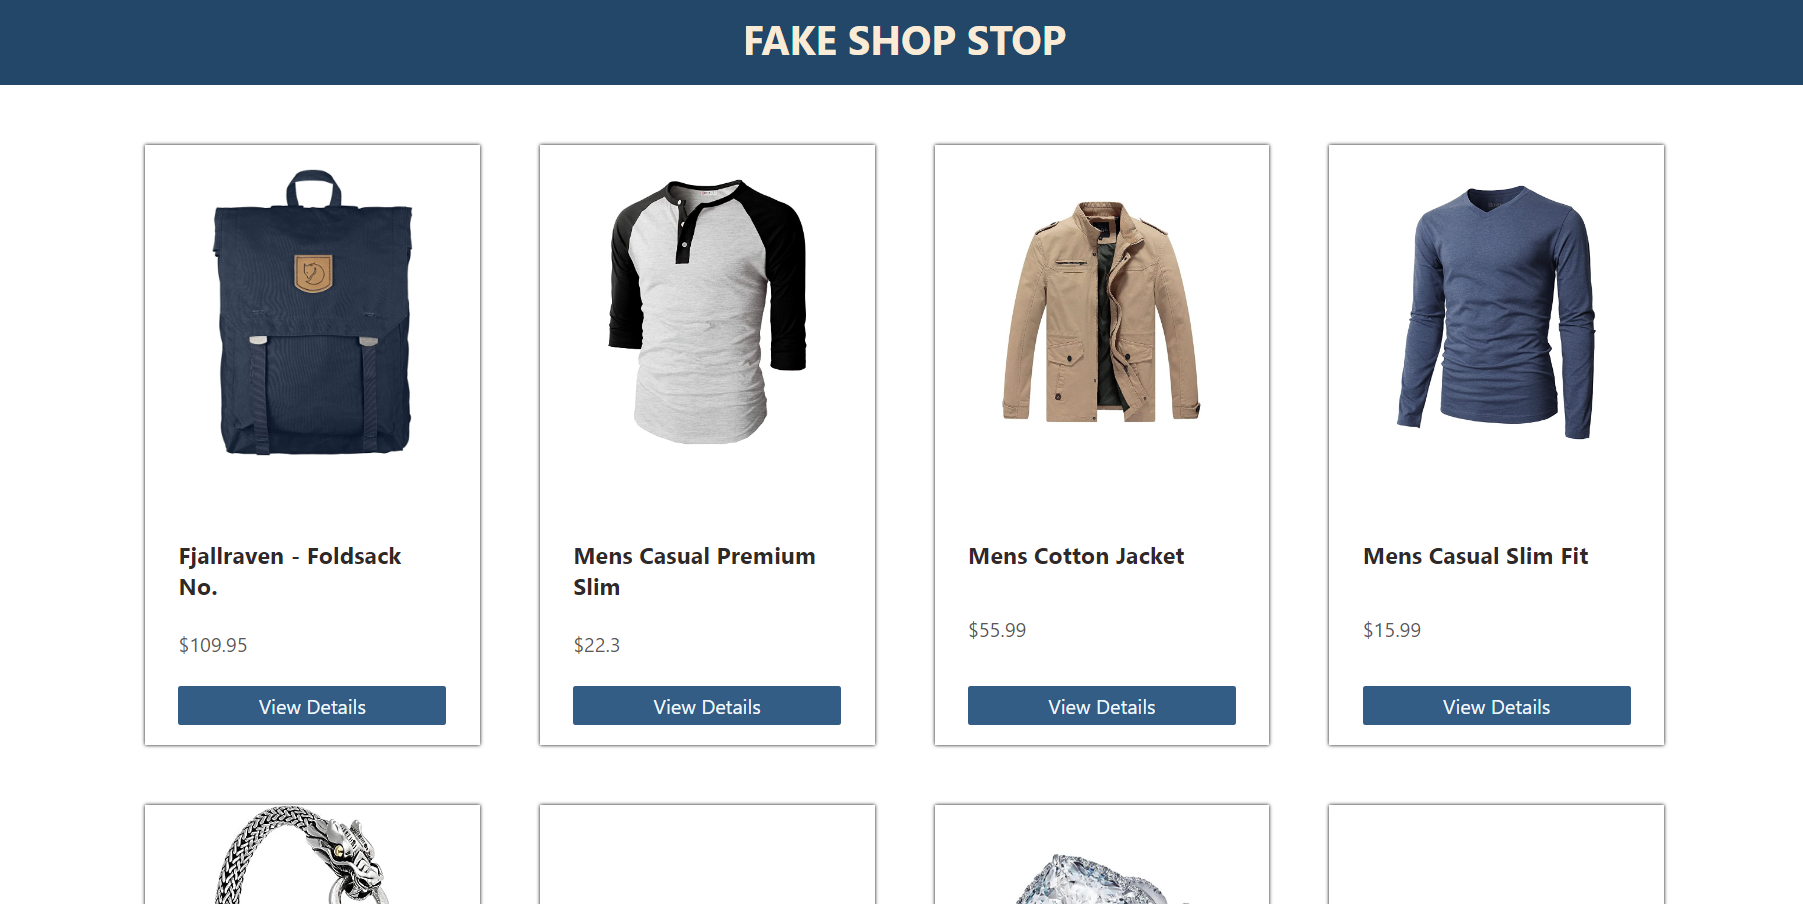 FAKE SHOP STOP
Fjallraven - Foldsack
No.
$109.95
View Details
Mens Casual Premium
Slim
$22.3
View Details
Mens Cotton Jacket
$55.99
View Details
Mens Casual Slim Fit
$15.99
View Details